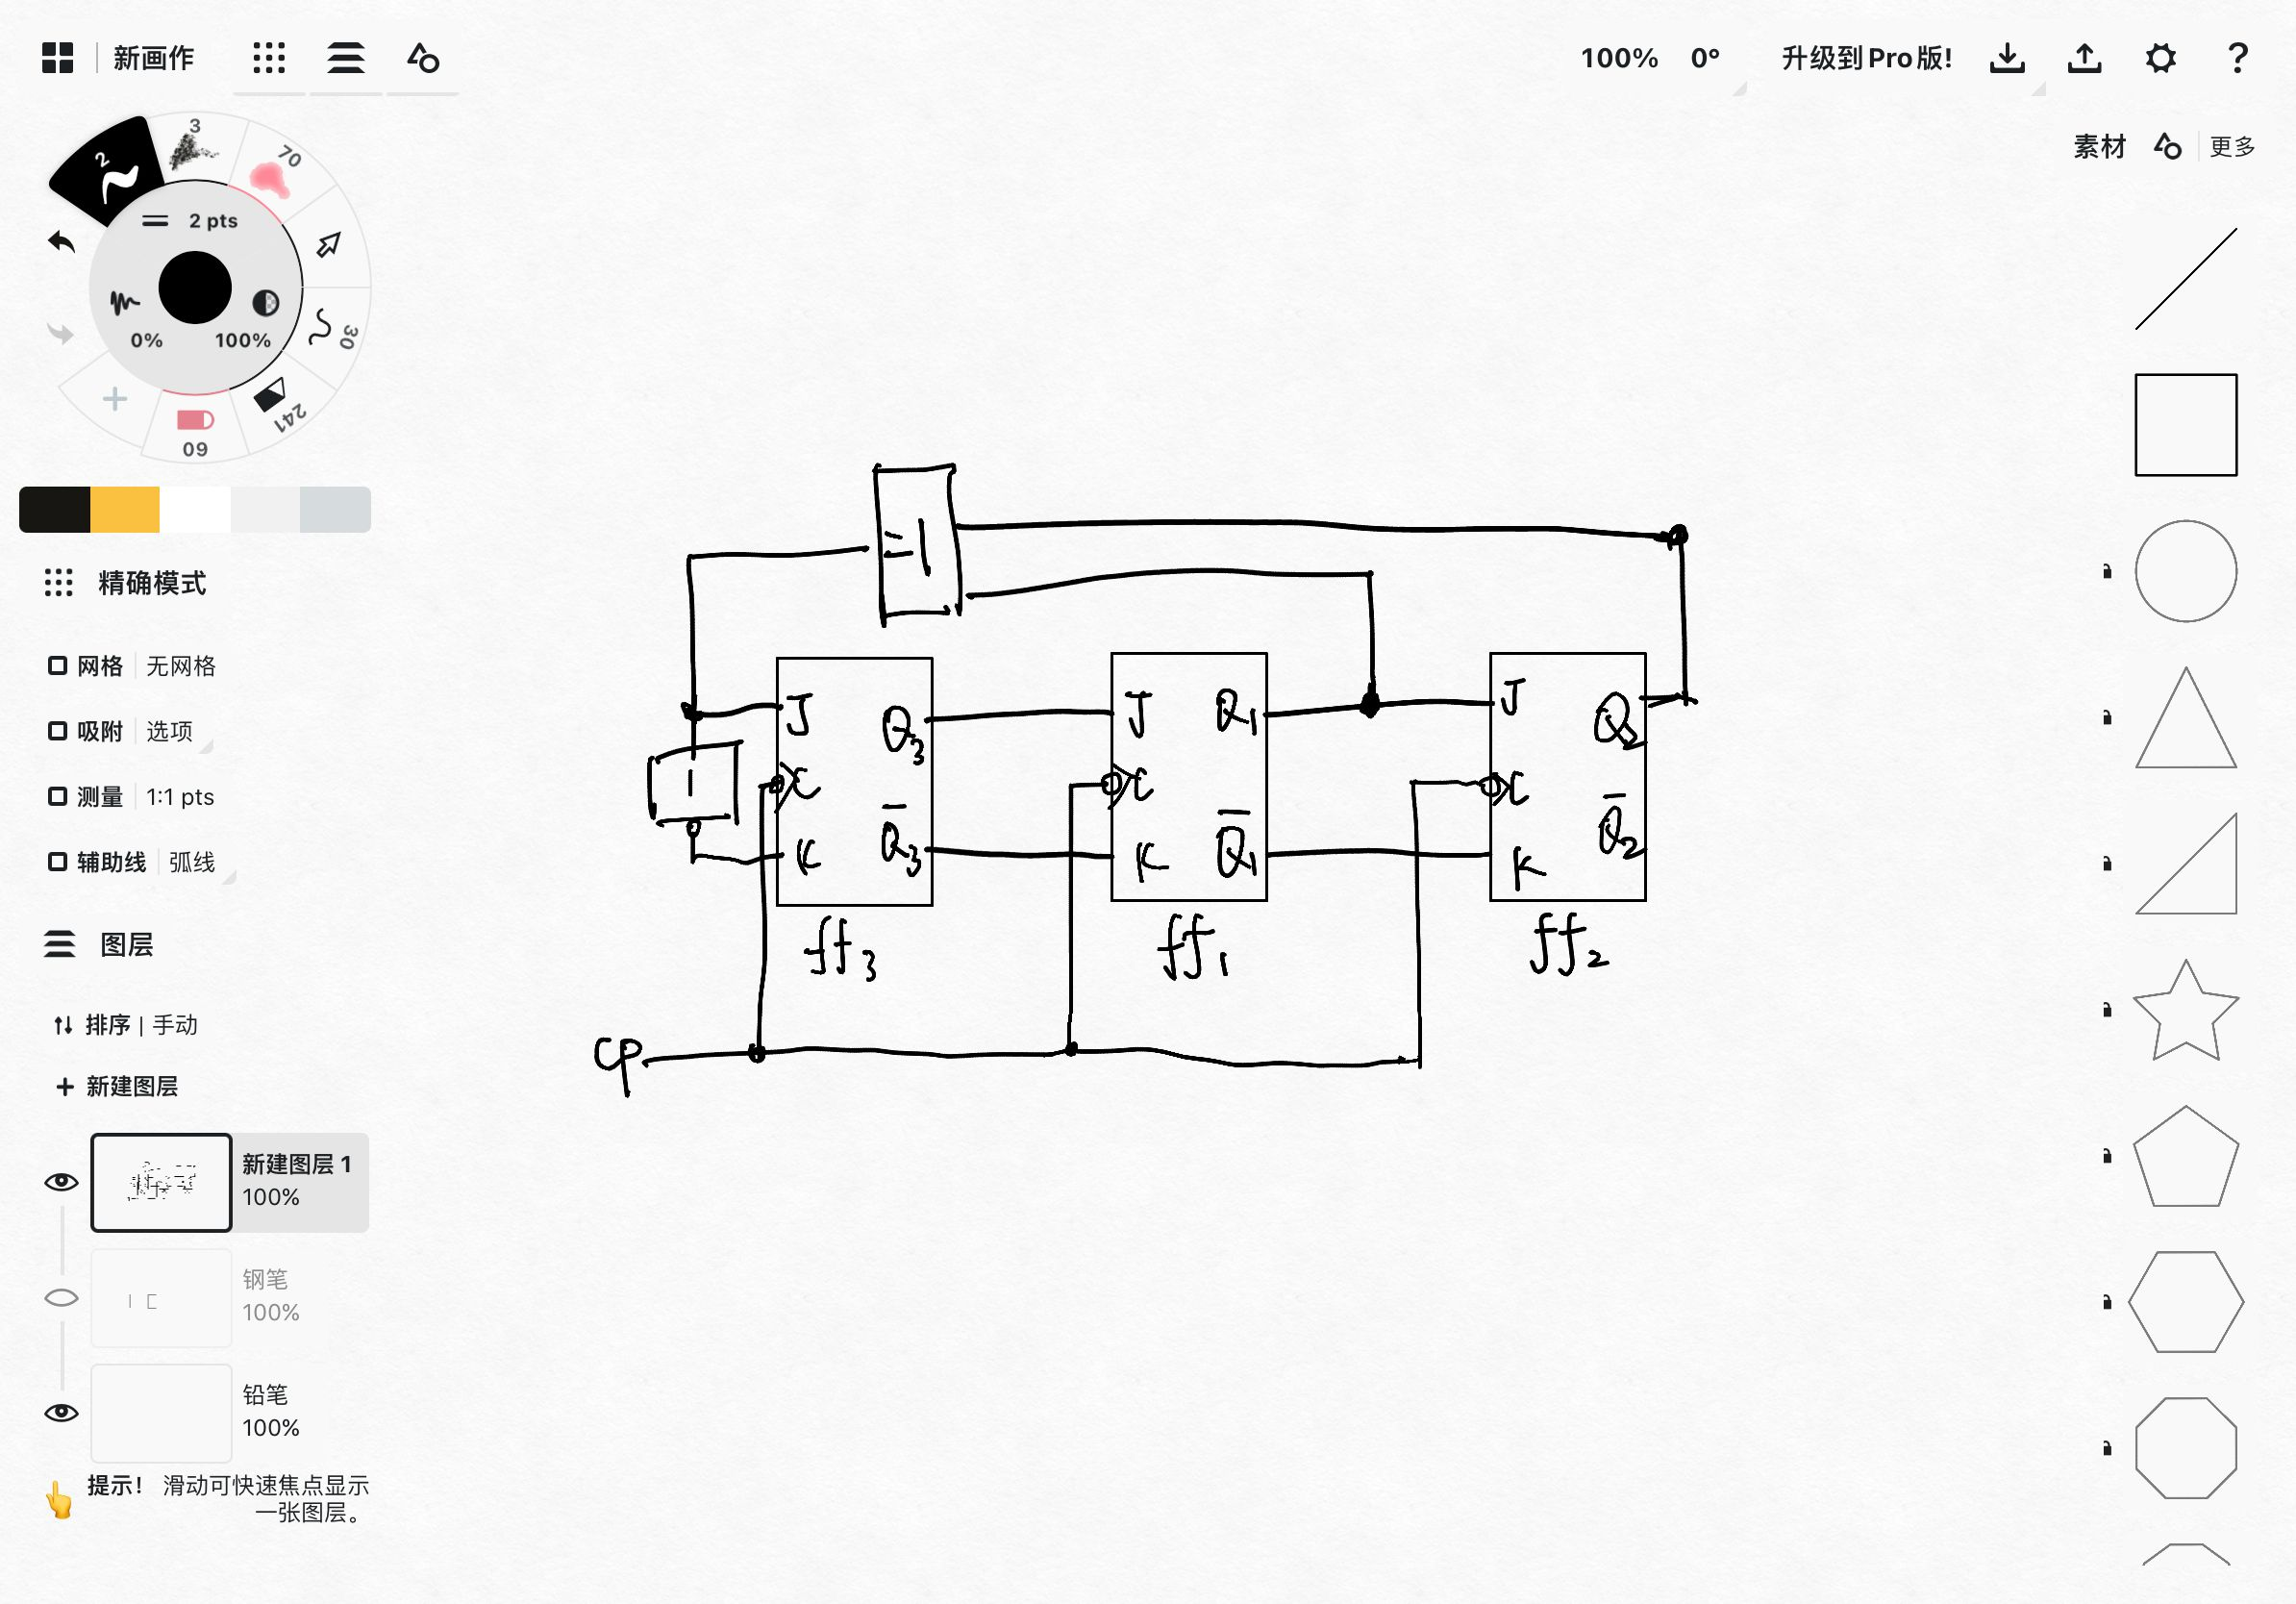 新画作
100% 0° 升级到 Pro 版!
素材 更多
3
2
70
2 pts
30
0% 100%
241
60
精确模式
网格 无网格
吸附 选项
测量 1:1 pts
辅助线 弧线
图层
排序 | 手动
+ 新建图层
新建图层 1
100%
钢笔
100%
铅笔
100%
提示! 滑动可快速焦点显示
一张图层。
=1
J Q3 J Q1 J Q2
1 C C C
K Q̅3 K Q̅1 K Q̅2
ff3 ff1 ff2
CP